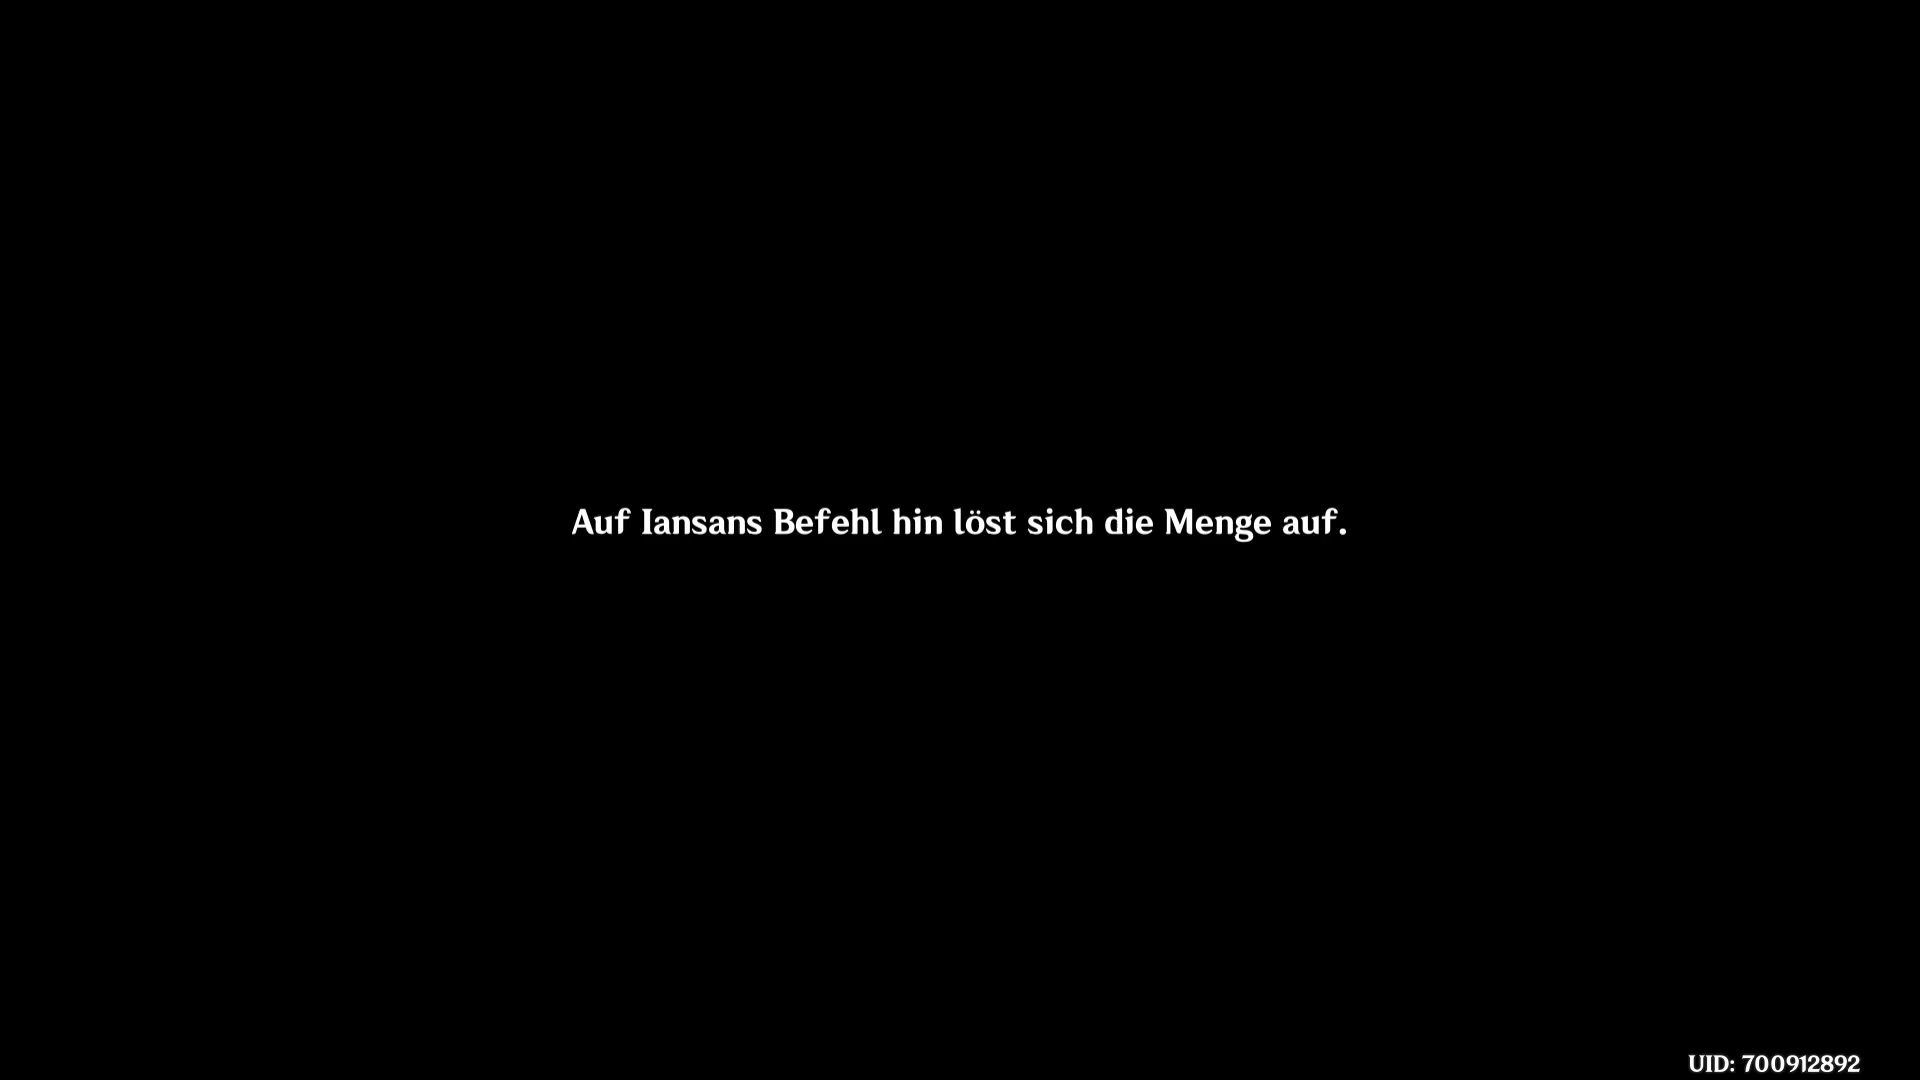 Auf Iansans Befehl hin löst sich die Menge auf.
UID: 700912892